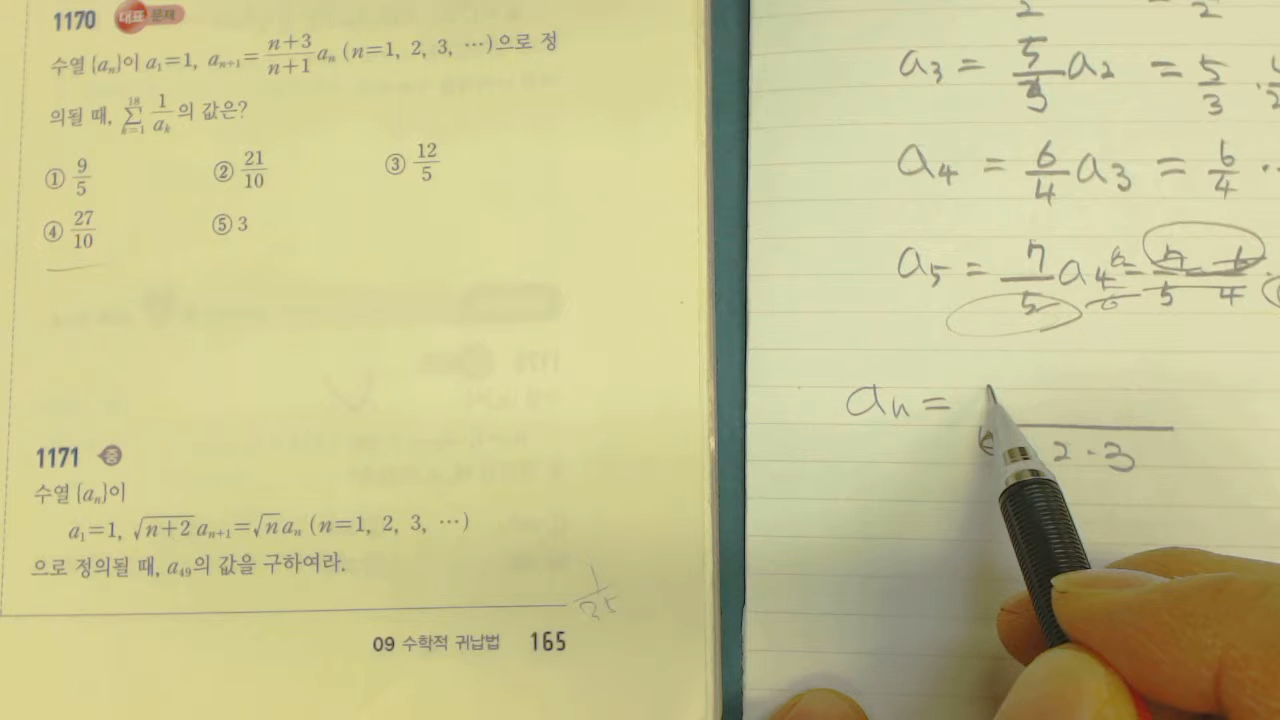 1170 대표 문제
수열 {aₙ}이 a₁=1, aₙ₊₁= (n+3)/(n+1) aₙ (n=1, 2, 3, ⋯)으로 정
의될 때, ∑_{k=1}^{18} 1/aₖ 의 값은?
① 9/5 ② 21/10 ③ 12/5
④ 27/10 ⑤ 3
1171 중
수열 {aₙ}이
a₁=1, √(n+2) aₙ₊₁=√n aₙ (n=1, 2, 3, ⋯)
으로 정의될 때, a₄₉의 값을 구하여라.
09 수학적 귀납법 165
a₃ = 5/3 a₂ = 5/3 ·
a₄ = 6/4 a₃ = 6/4 ·
a₅ = 7/5 a₄
aₙ =
2 · 3